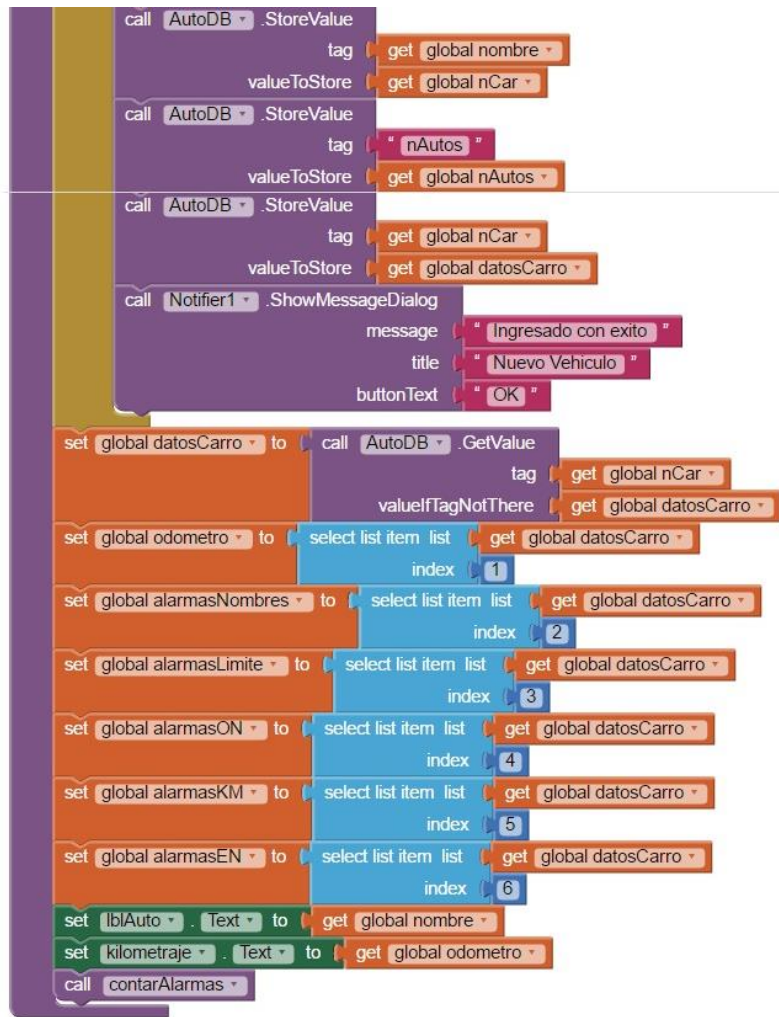 call AutoDB .StoreValue
tag get global nombre
valueToStore get global nCar
call AutoDB .StoreValue
tag " nAutos "
valueToStore get global nAutos
call AutoDB .StoreValue
tag get global nCar
valueToStore get global datosCarro
call Notifier1 .ShowMessageDialog
message " Ingresado con exito "
title " Nuevo Vehiculo "
buttonText " OK "
set global datosCarro to call AutoDB .GetValue
tag get global nCar
valueIfTagNotThere get global datosCarro
set global odometro to select list item list get global datosCarro
index 1
set global alarmasNombres to select list item list get global datosCarro
index 2
set global alarmasLimite to select list item list get global datosCarro
index 3
set global alarmasON to select list item list get global datosCarro
index 4
set global alarmasKM to select list item list get global datosCarro
index 5
set global alarmasEN to select list item list get global datosCarro
index 6
set lblAuto . Text to get global nombre
set kilometraje . Text to get global odometro
call contarAlarmas